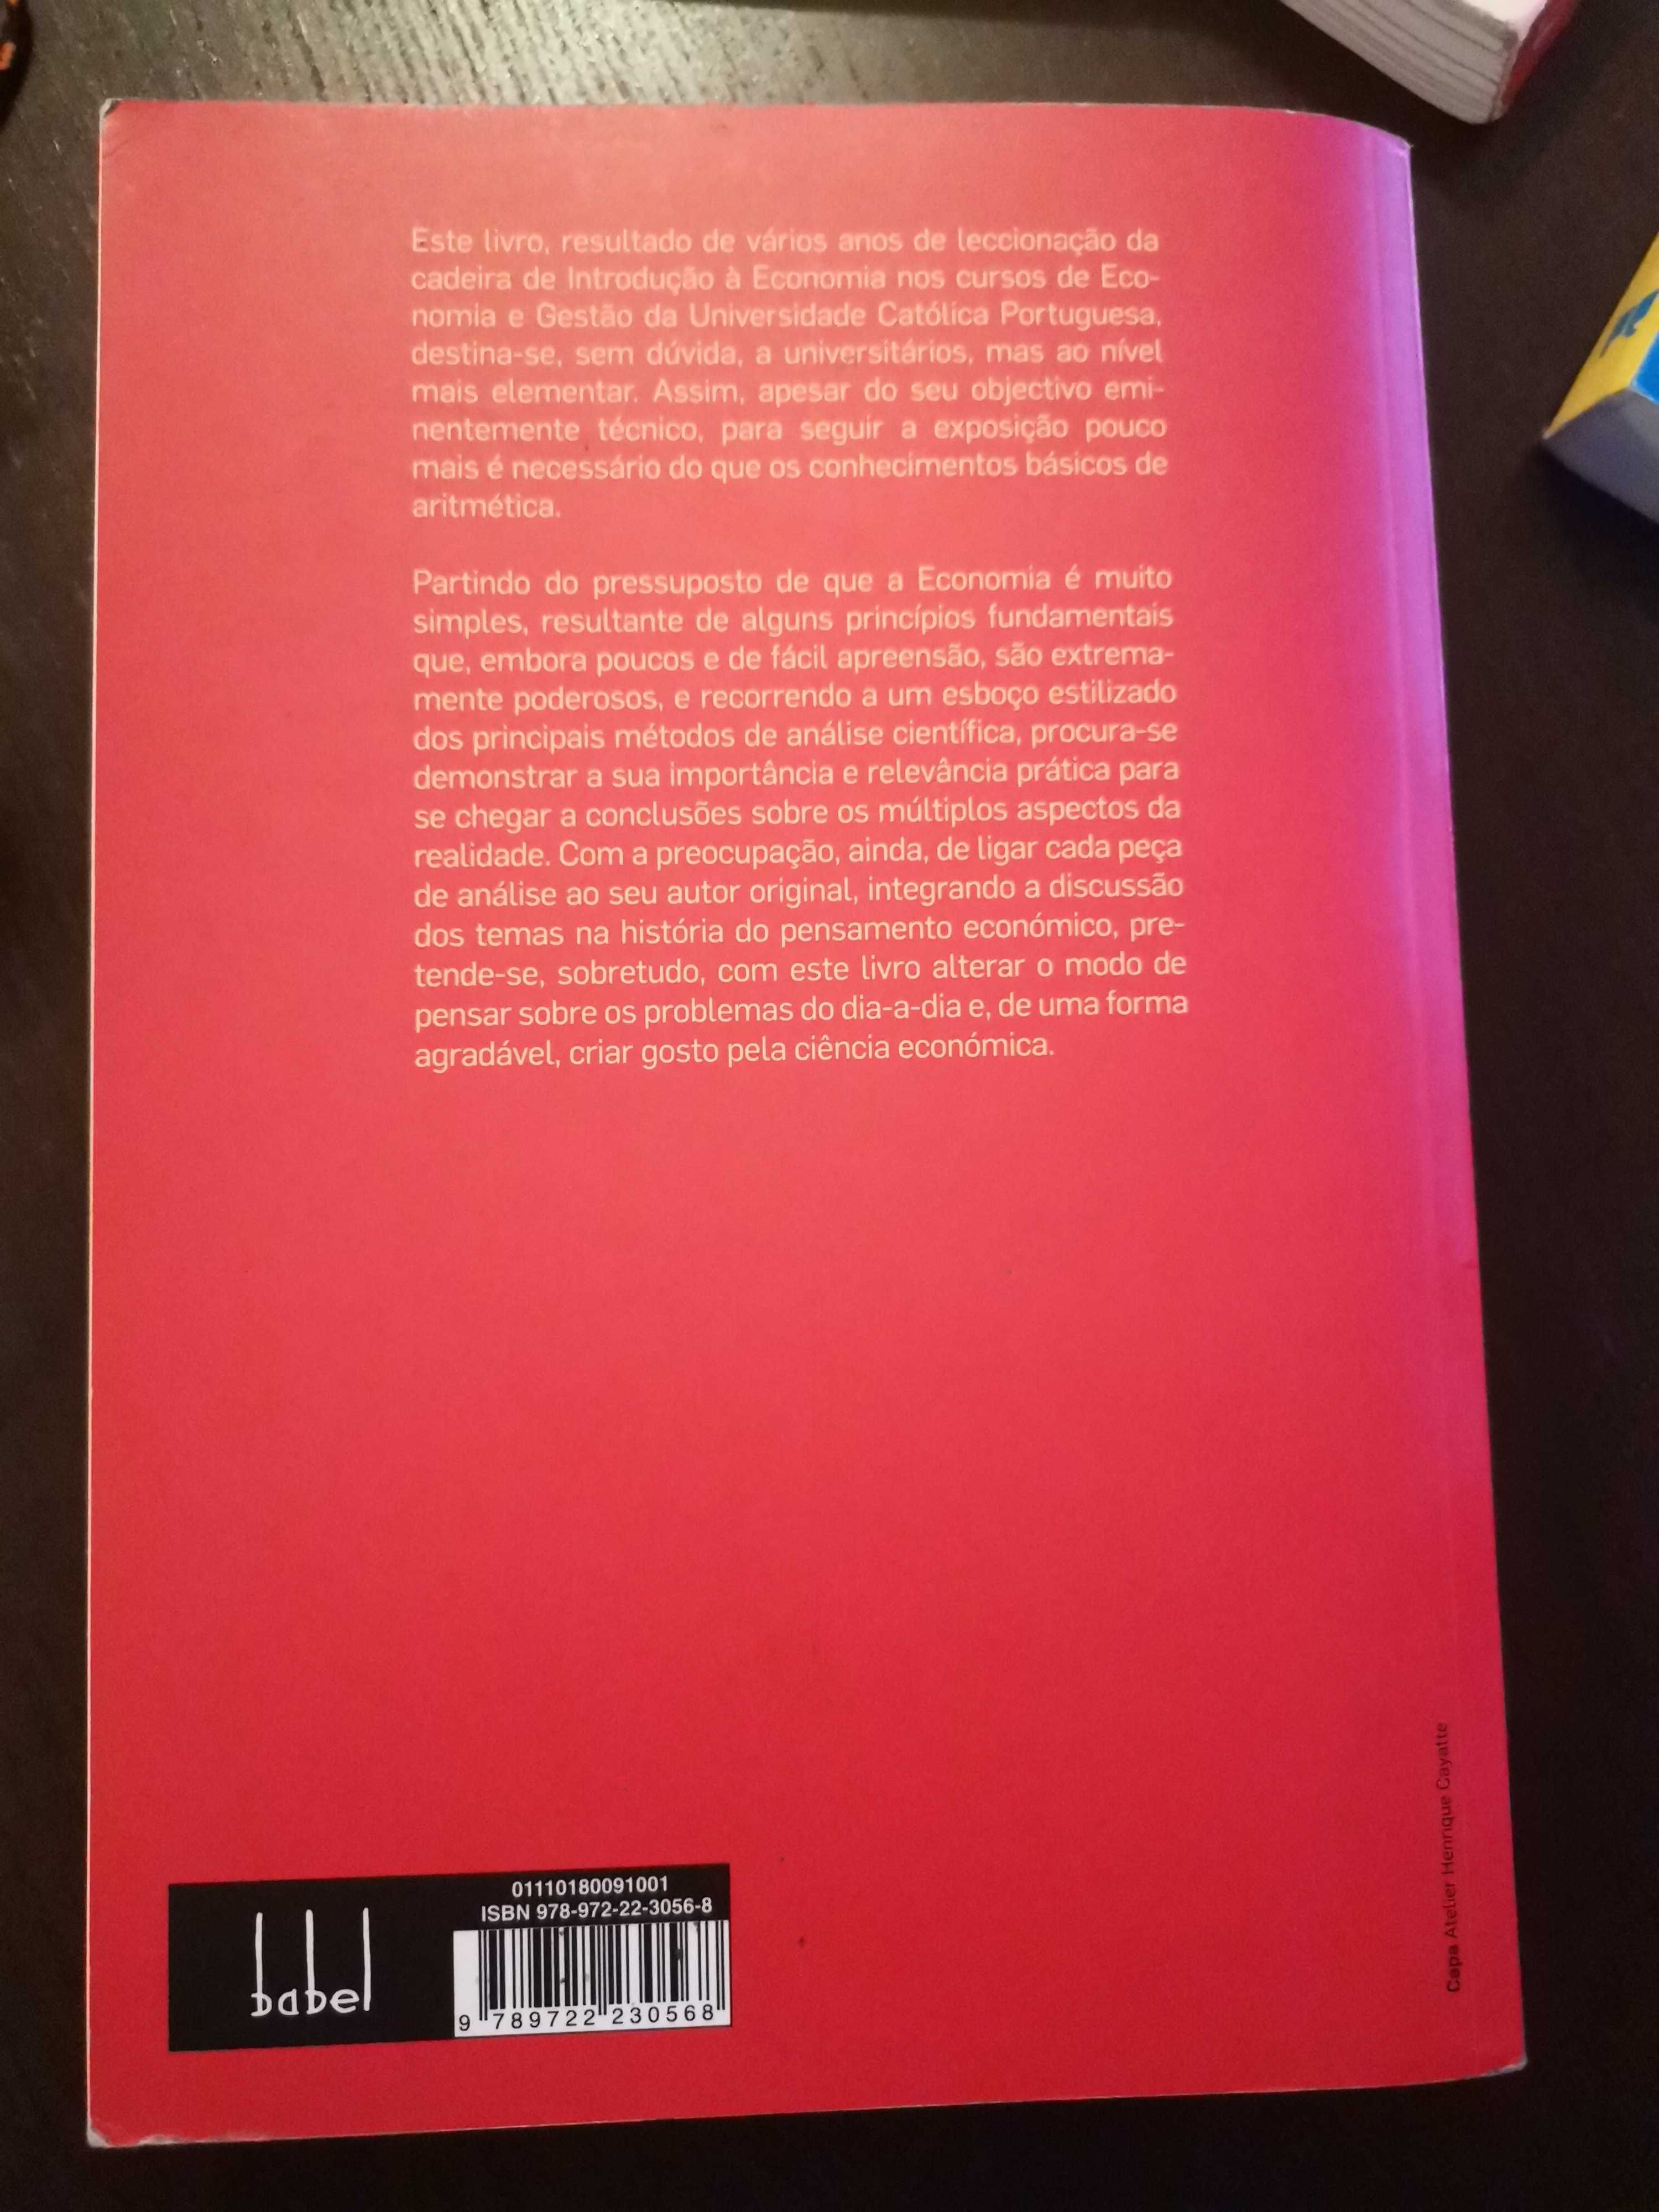 Este livro, resultado de vários anos de leccionação da
cadeira de Introdução à Economia nos cursos de Eco-
nomia e Gestão da Universidade Católica Portuguesa,
destina-se, sem dúvida, a universitários, mas ao nível
mais elementar. Assim, apesar do seu objectivo emi-
nentemente técnico, para seguir a exposição pouco
mais é necessário do que os conhecimentos básicos de
aritmética.
Partindo do pressuposto de que a Economia é muito
simples, resultante de alguns princípios fundamentais
que, embora poucos e de fácil apreensão, são extrema-
mente poderosos, e recorrendo a um esboço estilizado
dos principais métodos de análise científica, procura-se
demonstrar a sua importância e relevância prática para
se chegar a conclusões sobre os múltiplos aspectos da
realidade. Com a preocupação, ainda, de ligar cada peça
de análise ao seu autor original, integrando a discussão
dos temas na história do pensamento económico, pre-
tende-se, sobretudo, com este livro alterar o modo de
pensar sobre os problemas do dia-a-dia e, de uma forma
agradável, criar gosto pela ciência económica.
Capa Atelier Henrique Cayatte
babel
01110180091001
ISBN 978-972-22-3056-8
9 789722 230568